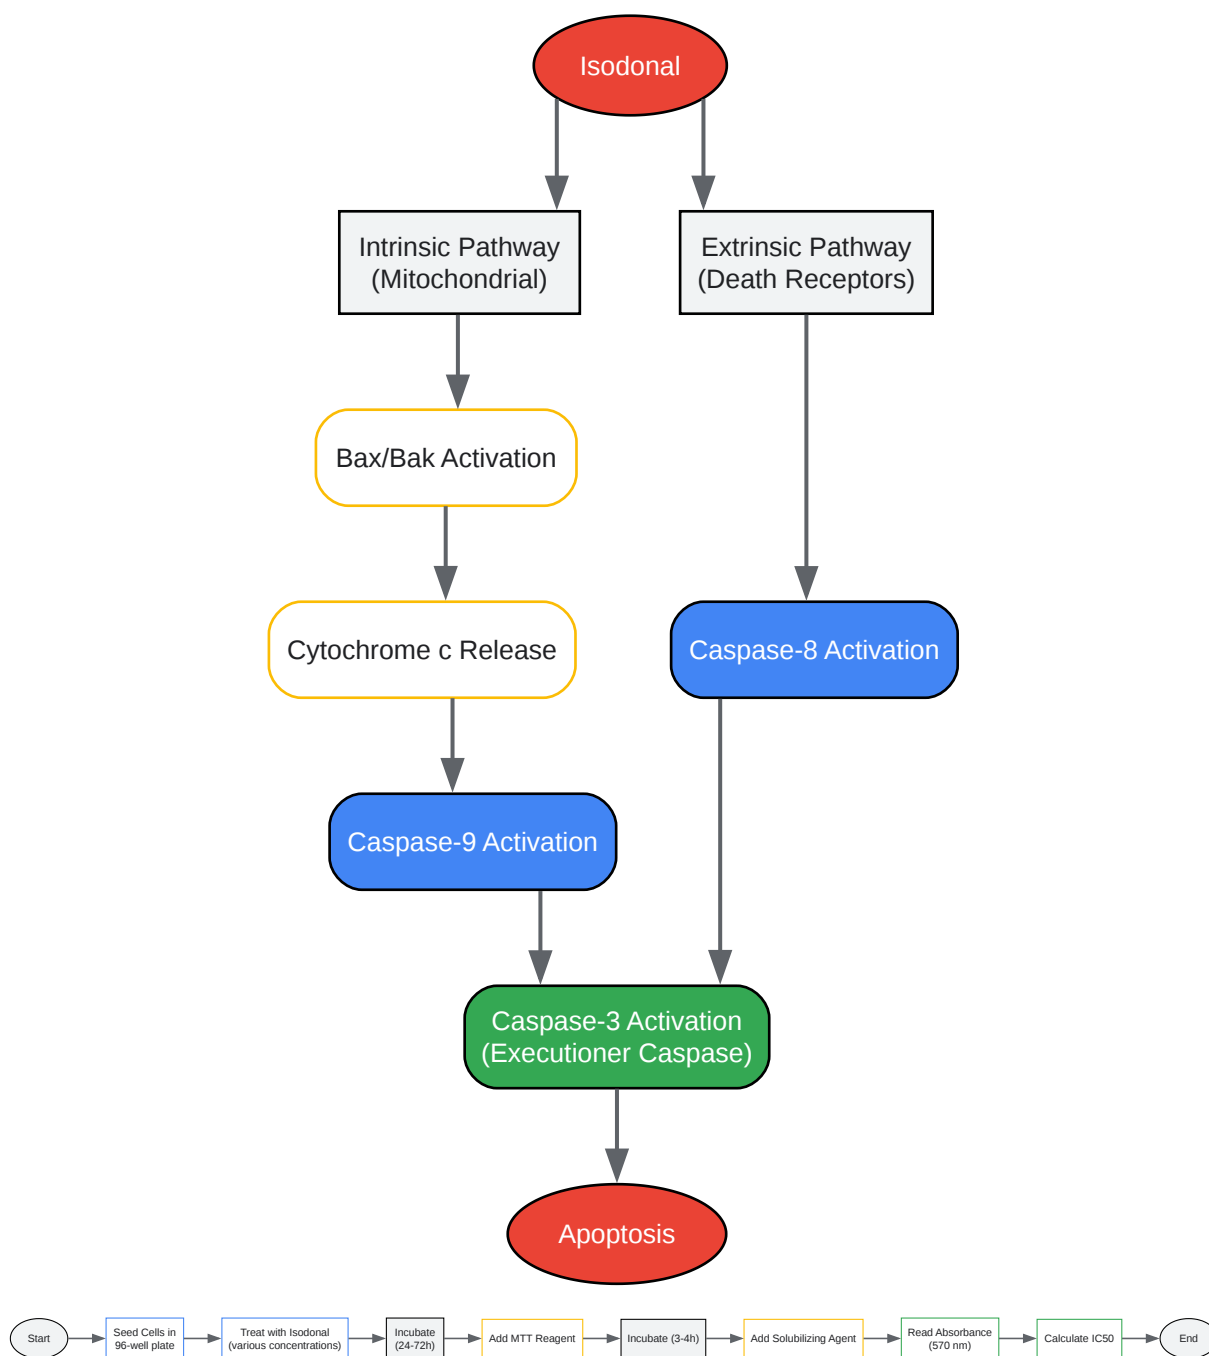 Isodonal
Intrinsic Pathway
(Mitochondrial)
Extrinsic Pathway
(Death Receptors)
Bax/Bak Activation
Cytochrome c Release
Caspase-8 Activation
Caspase-9 Activation
Caspase-3 Activation
(Executioner Caspase)
Apoptosis
Start
Seed Cells in
96-well plate
Treat with Isodonal
(various concentrations)
Incubate
(24-72h)
Add MTT Reagent
Incubate (3-4h)
Add Solubilizing Agent
Read Absorbance
(570 nm)
Calculate IC50
End